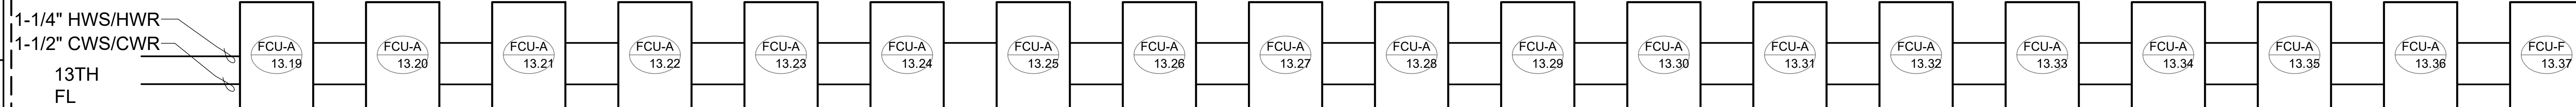 1-1/4" HWS/HWR
1-1/2" CWS/CWR
13TH
FL
FCU-A
13.19
FCU-A
13.20
FCU-A
13.21
FCU-A
13.22
FCU-A
13.23
FCU-A
13.24
FCU-A
13.25
FCU-A
13.26
FCU-A
13.27
FCU-A
13.28
FCU-A
13.29
FCU-A
13.30
FCU-A
13.31
FCU-A
13.32
FCU-A
13.33
FCU-A
13.34
FCU-A
13.35
FCU-A
13.36
FCU-F
13.37